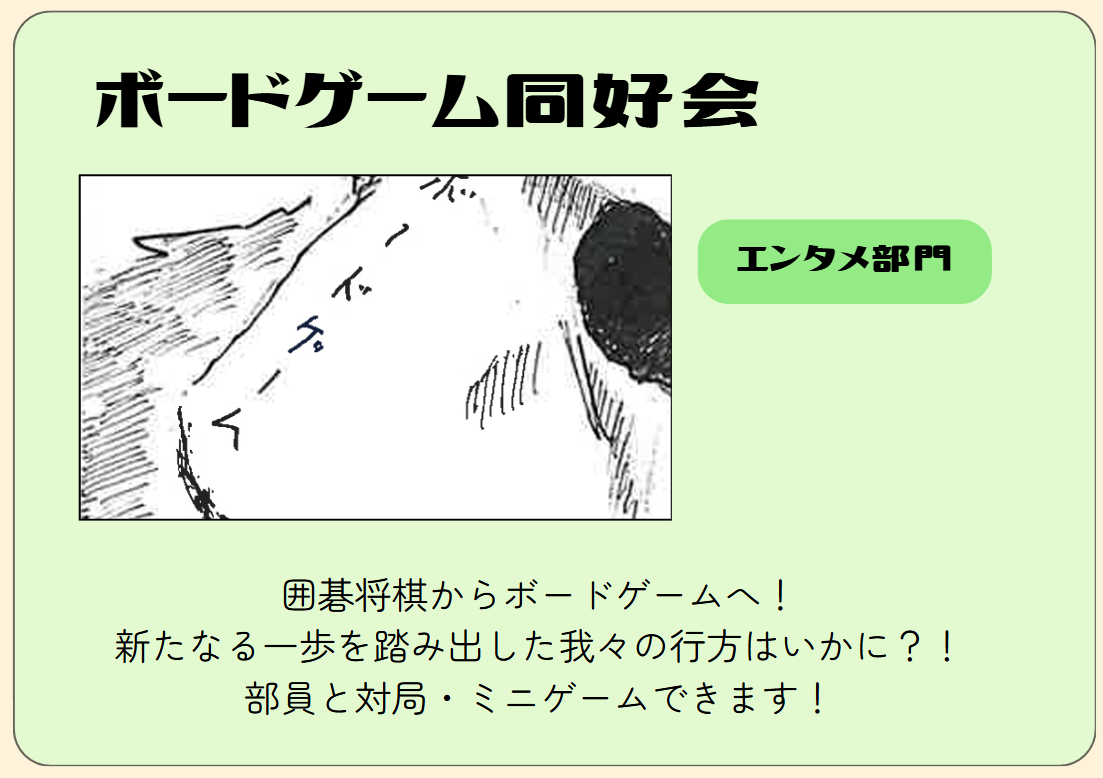 ボードゲーム同好会
エンタメ部門
囲碁将棋からボードゲームへ！
新たなる一歩を踏み出した我々の行方はいかに？！
部員と対局・ミニゲームできます！